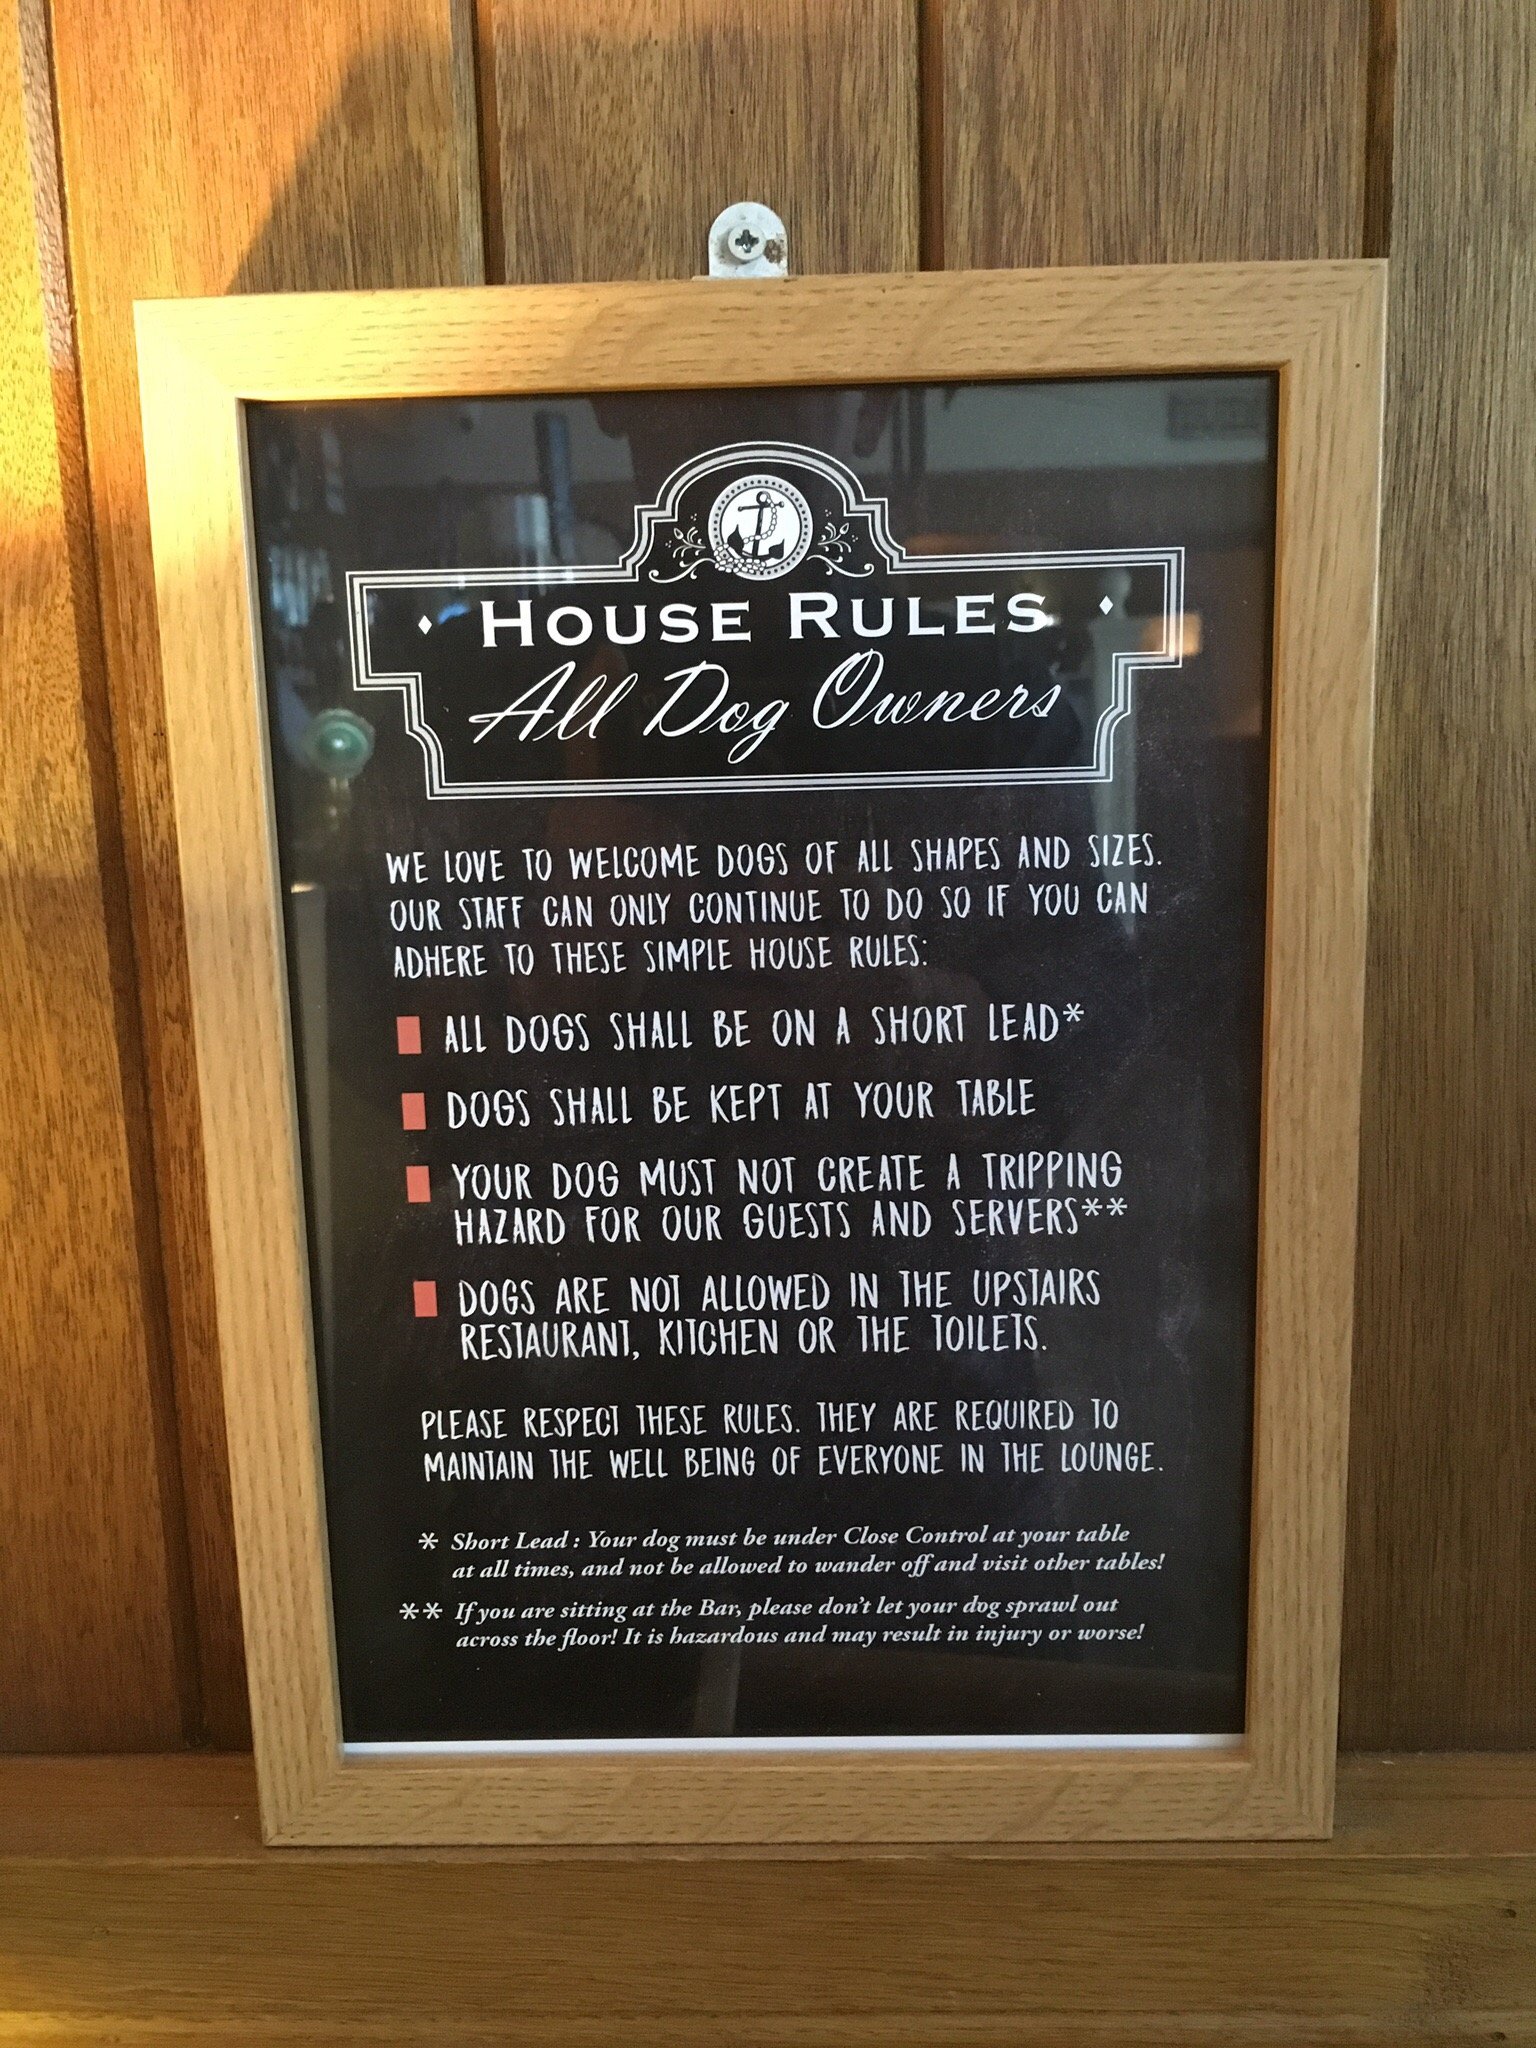 HOUSE RULES
All Dog Owners
WE LOVE TO WELCOME DOGS OF ALL SHAPES AND SIZES.
OUR STAFF CAN ONLY CONTINUE TO DO SO IF YOU CAN
ADHERE TO THESE SIMPLE HOUSE RULES:
ALL DOGS SHALL BE ON A SHORT LEAD*
DOGS SHALL BE KEPT AT YOUR TABLE
YOUR DOG MUST NOT CREATE A TRIPPING
HAZARD FOR OUR GUESTS AND SERVERS**
DOGS ARE NOT ALLOWED IN THE UPSTAIRS
RESTAURANT, KITCHEN OR THE TOILETS.
PLEASE RESPECT THESE RULES. THEY ARE REQUIRED TO
MAINTAIN THE WELL BEING OF EVERYONE IN THE LOUNGE.
* Short Lead : Your dog must be under Close Control at your table
at all times, and not be allowed to wander off and visit other tables!
** If you are sitting at the Bar, please don't let your dog sprawl out
across the floor! It is hazardous and may result in injury or worse!